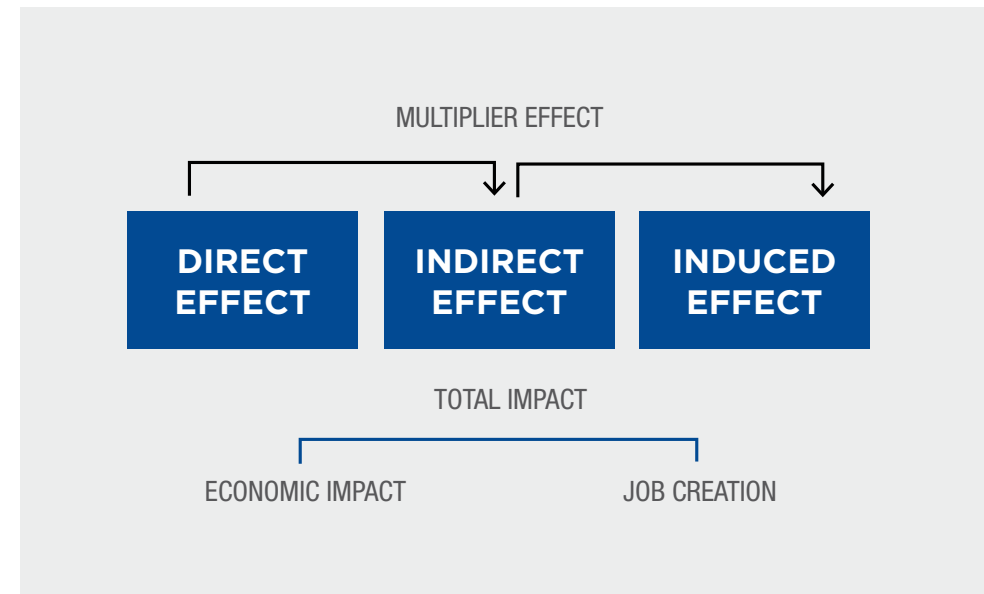 MULTIPLIER EFFECT
DIRECT
EFFECT
INDIRECT
EFFECT
INDUCED
EFFECT
TOTAL IMPACT
ECONOMIC IMPACT
JOB CREATION